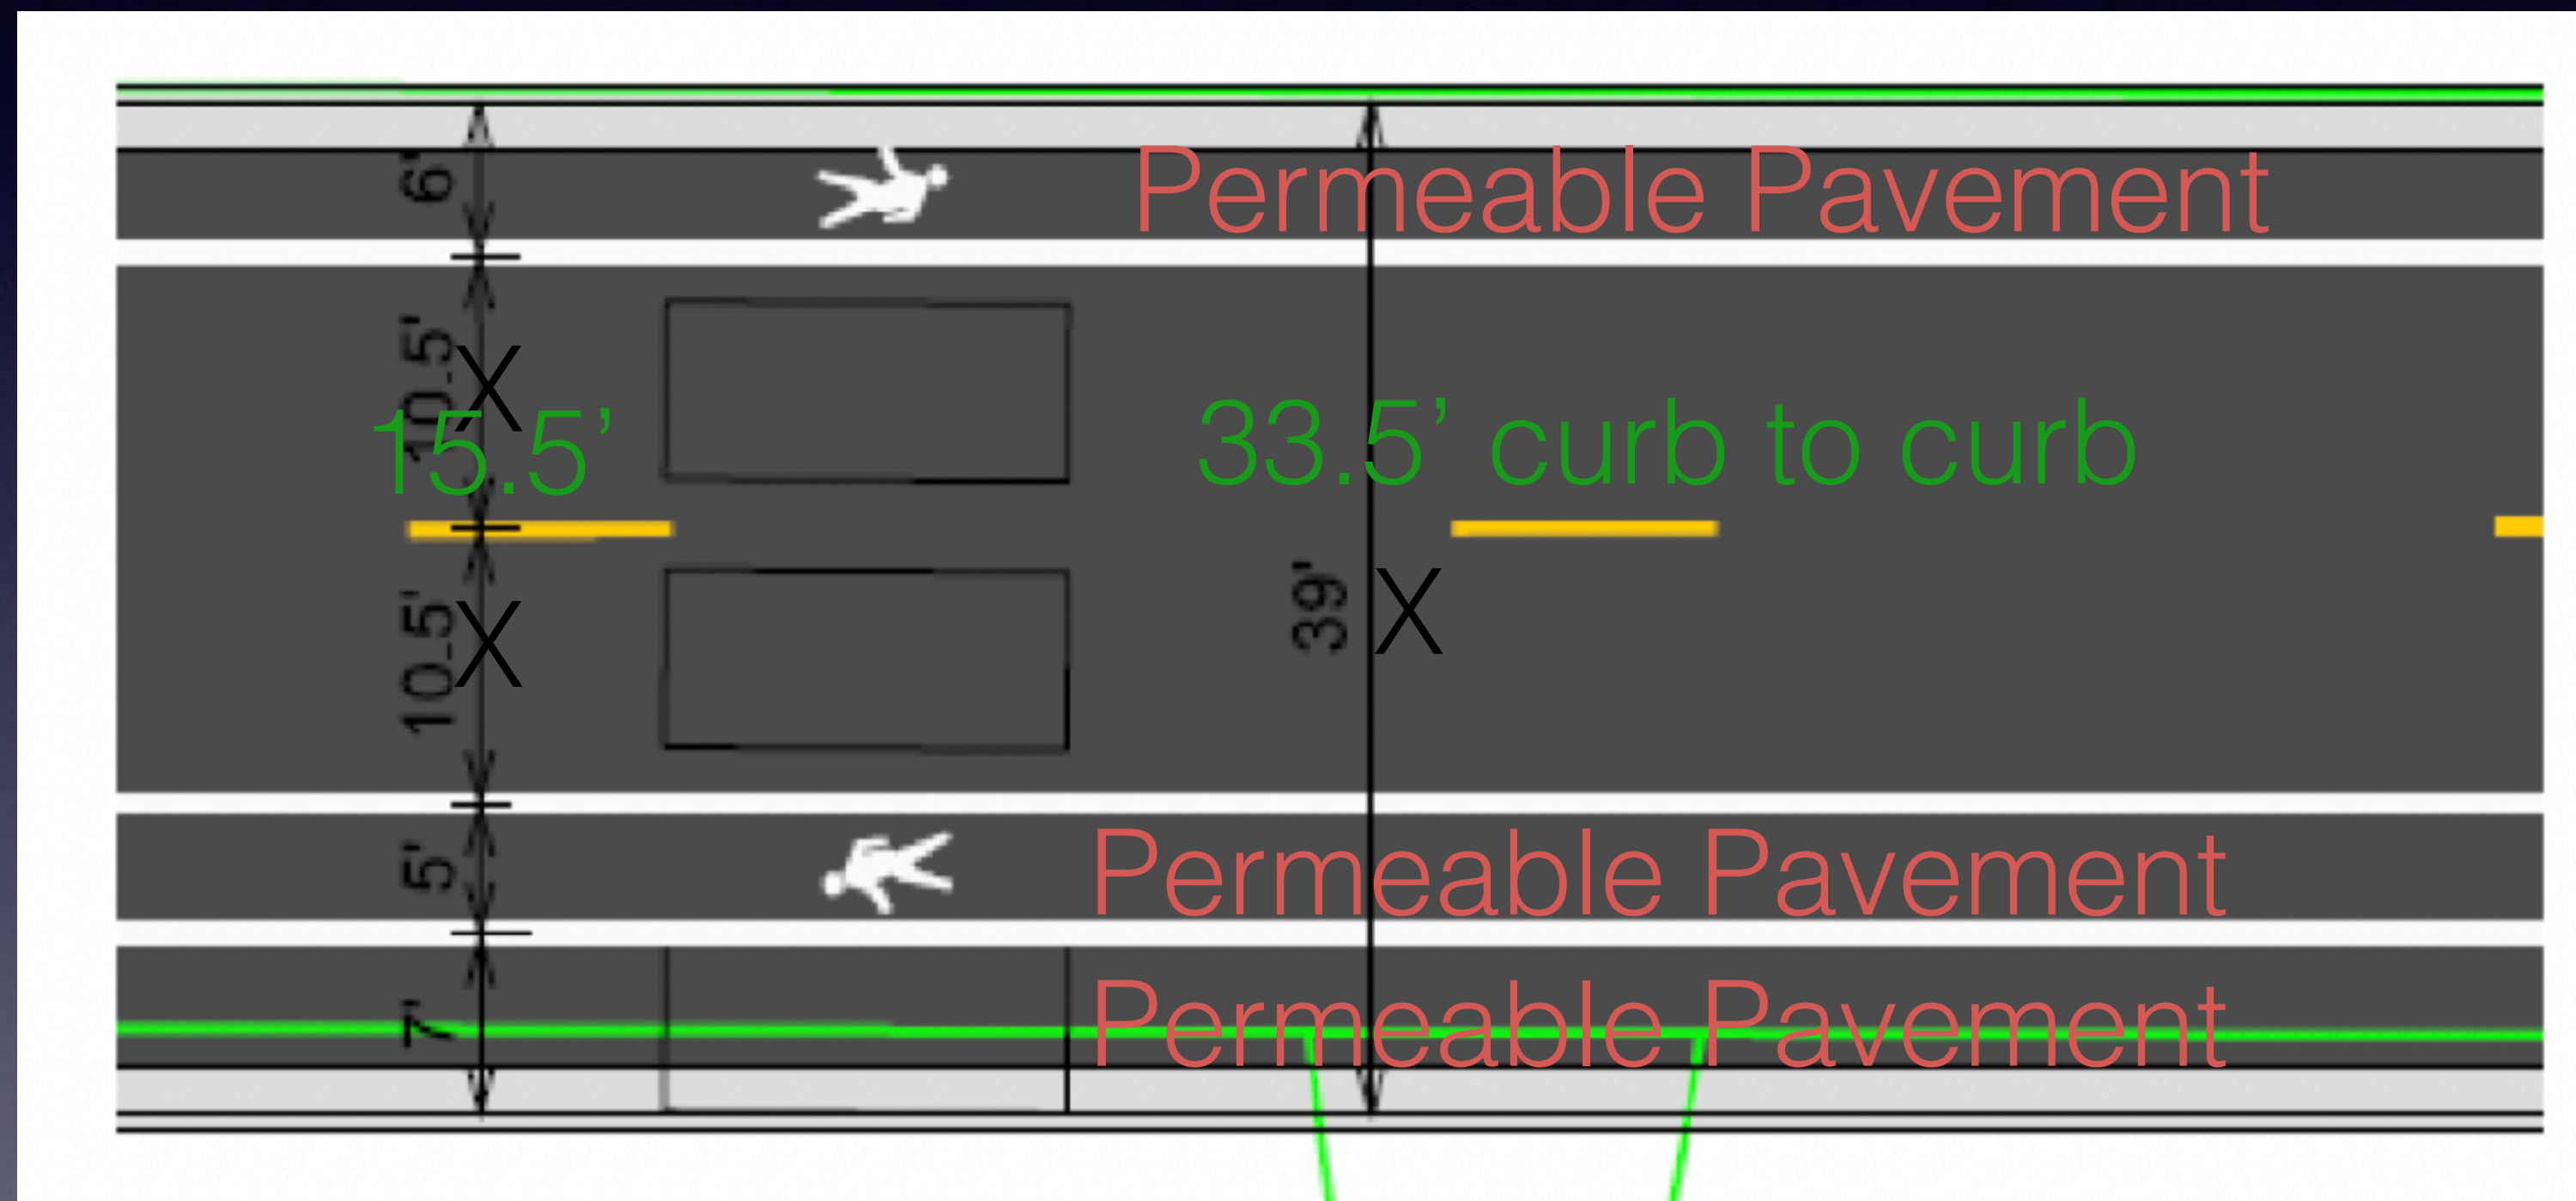 6'
Permeable Pavement
10.5'
X
15.5’
33.5’ curb to curb
10.5'
X
39'
X
5'
Permeable Pavement
7'
Permeable Pavement